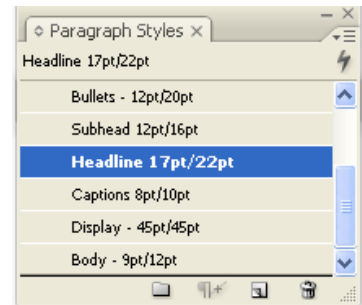 Paragraph Styles
Headline 17pt/22pt
Bullets - 12pt/20pt
Subhead 12pt/16pt
Headline 17pt/22pt
Captions 8pt/10pt
Display - 45pt/45pt
Body - 9pt/12pt